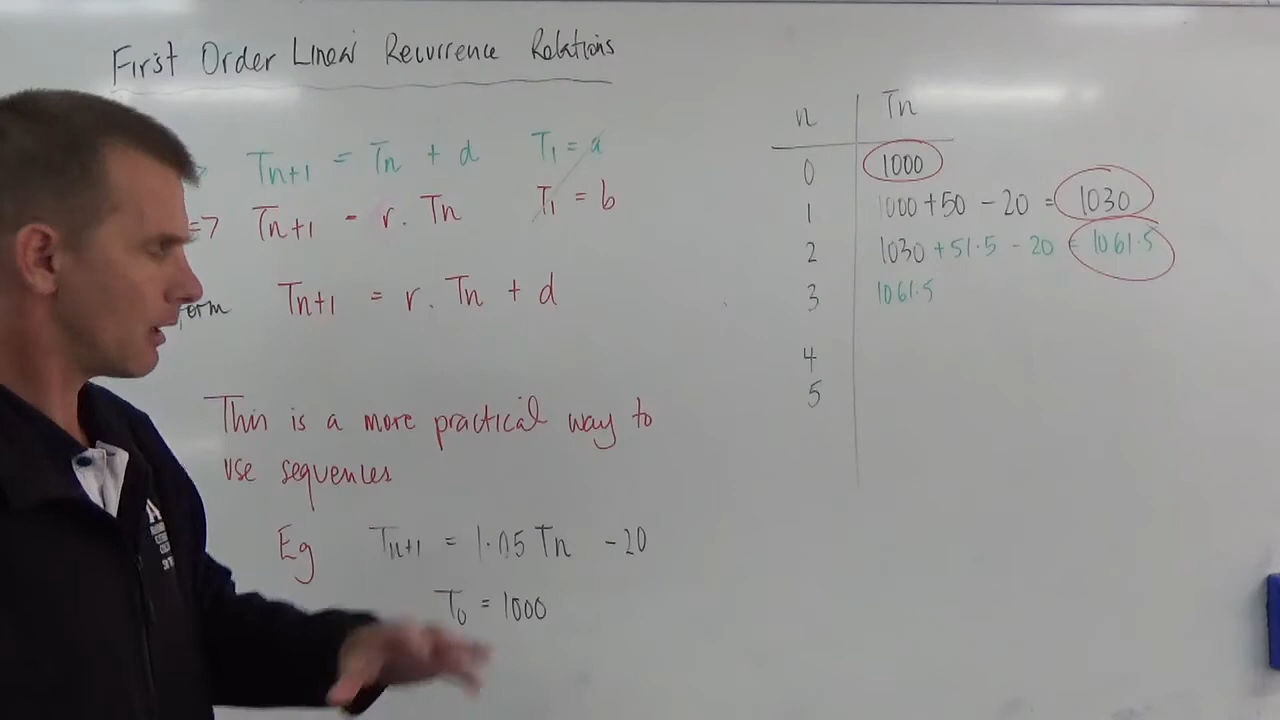 First Order Linear Recurrence Relations
Tn+1 = Tn + d T1 = a
=> Tn+1 = r. Tn T1 = b
orm Tn+1 = r. Tn + d
This is a more practical way to
use sequences
Eg Tn+1 = 1.05 Tn - 20
T0 = 1000
n Tn
0 1000
1 1000 + 50 - 20 = 1030
2 1030 + 51.5 - 20 = 1061.5
3 1061.5
4
5